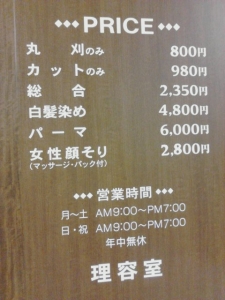 ◆◆◆ PRICE ◆◆◆
丸 刈のみ 800円
カットのみ 980円
総 合 2,350円
白髪染め 4,800円
パーマ 6,000円
女性顔そり 2,800円
(マッサージ・パック付)
◆◆◆ 営業時間 ◆◆◆
月~土 AM9:00~PM7:00
日・祝 AM9:00~PM7:00
年中無休
理容室